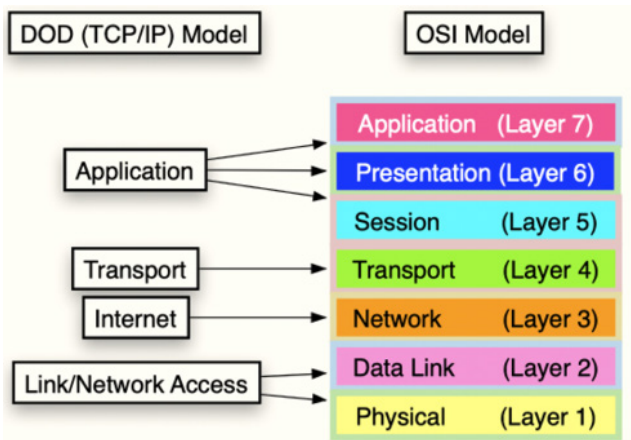 DOD (TCP/IP) Model
OSI Model
Application
Application (Layer 7)
Presentation (Layer 6)
Session (Layer 5)
Transport
Transport (Layer 4)
Internet
Network (Layer 3)
Link/Network Access
Data Link (Layer 2)
Physical (Layer 1)